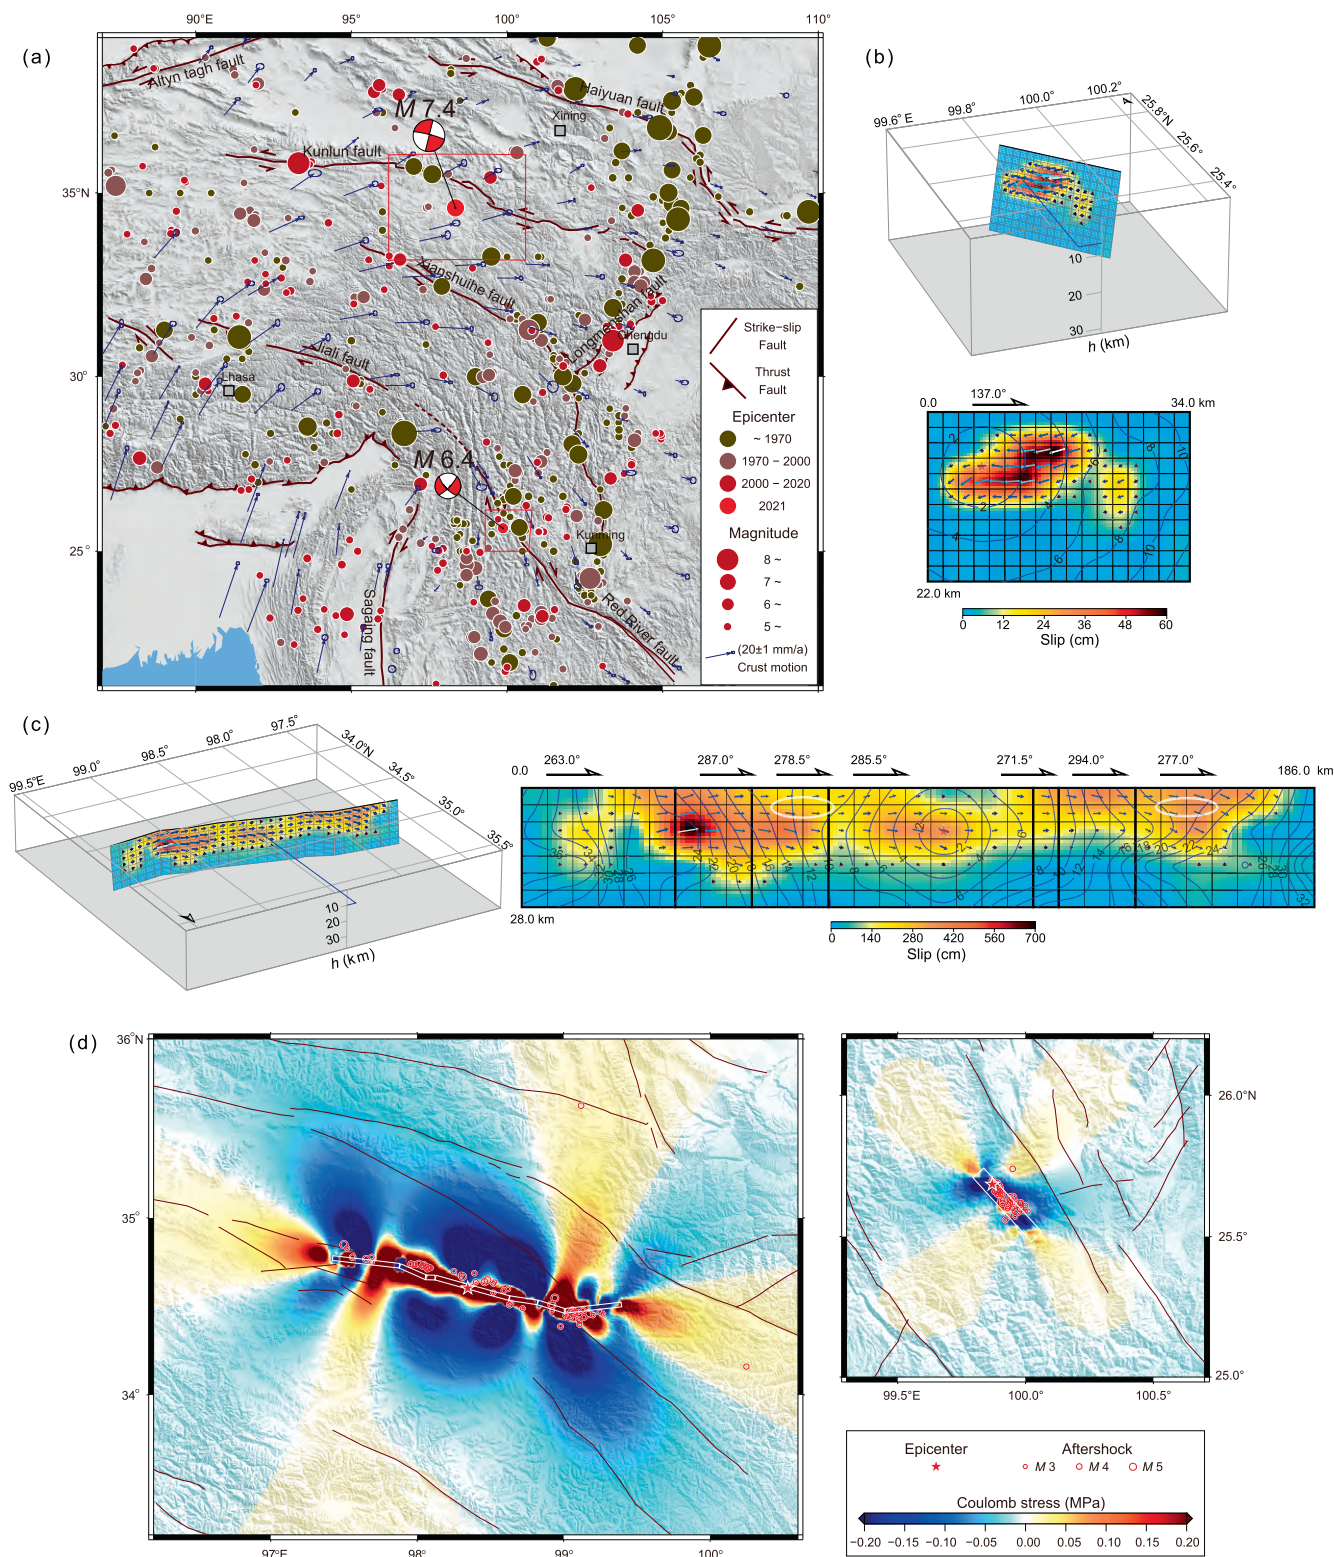 (a)
90°E 95° 100° 105° 110°
35°N
30°
25°
Altyn tagh fault
Haiyuan fault
Xining
M 7.4
Kunlun fault
Xianshuihe fault
Longmenshan fault
Chengdu
Jiali fault
Lhasa
M 6.4
Kunming
Sagaing fault
Red River fault
Strike−slip
Fault
Thrust
Fault
Epicenter
~ 1970
1970 − 2000
2000 − 2020
2021
Magnitude
8 ~
7 ~
6 ~
5 ~
(20±1 mm/a)
Crust motion
(b)
99.6° E 99.8° 100.0° 100.2°
25.8°N
25.6°
25.4°
10
20
30
h (km)
0.0 137.0° 34.0 km
22.0 km
0 12 24 36 48 60
Slip (cm)
(c)
99.5°E 99.0° 98.5° 98.0° 97.5°
34.0°N
34.5°
35.0°
35.5°
10
20
30
h (km)
0.0 263.0° 287.0° 278.5° 285.5° 271.5° 294.0° 277.0° 186.0 km
28.0 km
0 140 280 420 560 700
Slip (cm)
(d)
36°N
35°
34°
97°E 98° 99° 100°
26.0°N
25.5°
25.0°
99.5° 100.0° 100.5°
Epicenter Aftershock
M 3 M 4 M 5
Coulomb stress (MPa)
−0.20 −0.15 −0.10 −0.05 0.00 0.05 0.10 0.15 0.20